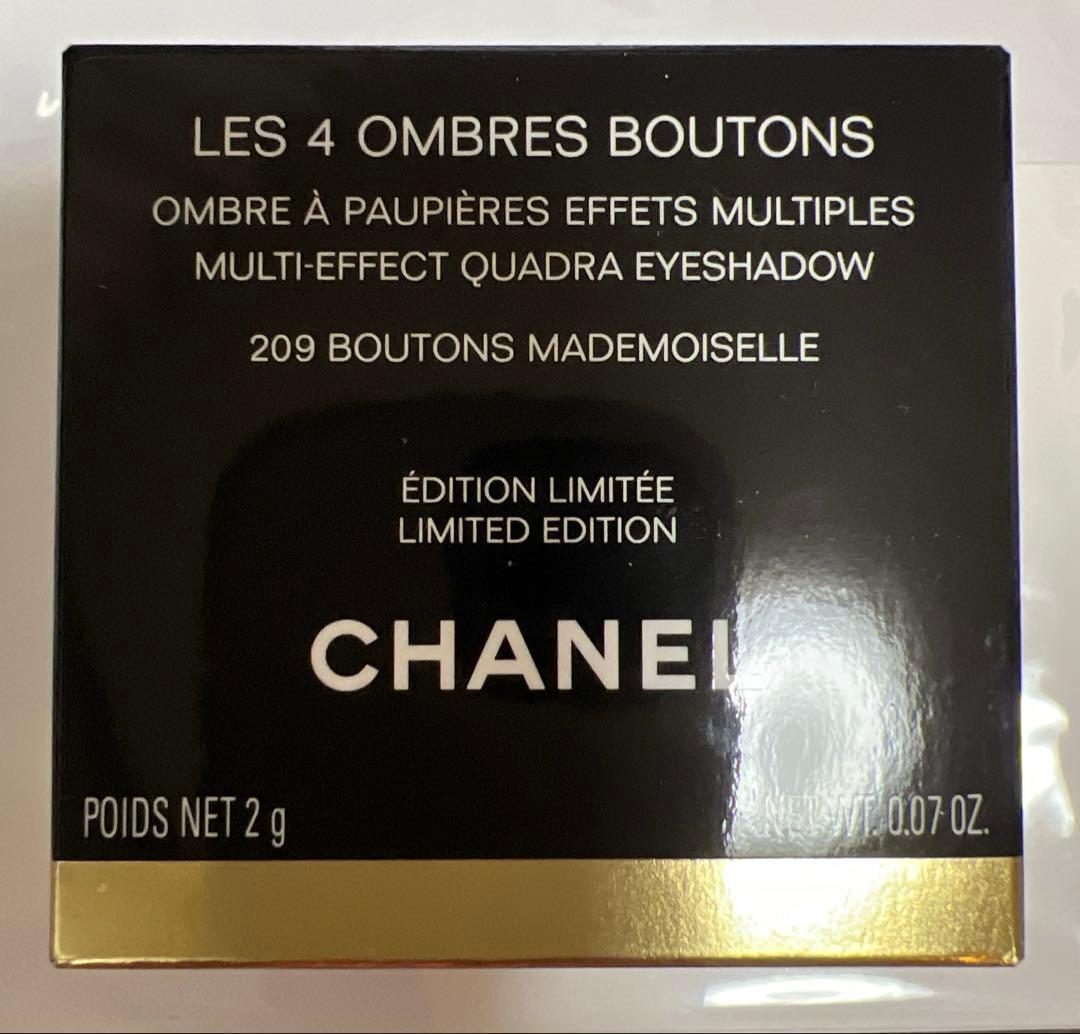 LES 4 OMBRES BOUTONS
OMBRE À PAUPIÈRES EFFETS MULTIPLES
MULTI-EFFECT QUADRA EYESHADOW
209 BOUTONS MADEMOISELLE
ÉDITION LIMITÉE
LIMITED EDITION
CHANEL
POIDS NET 2 g NET WT. 0.07 OZ.